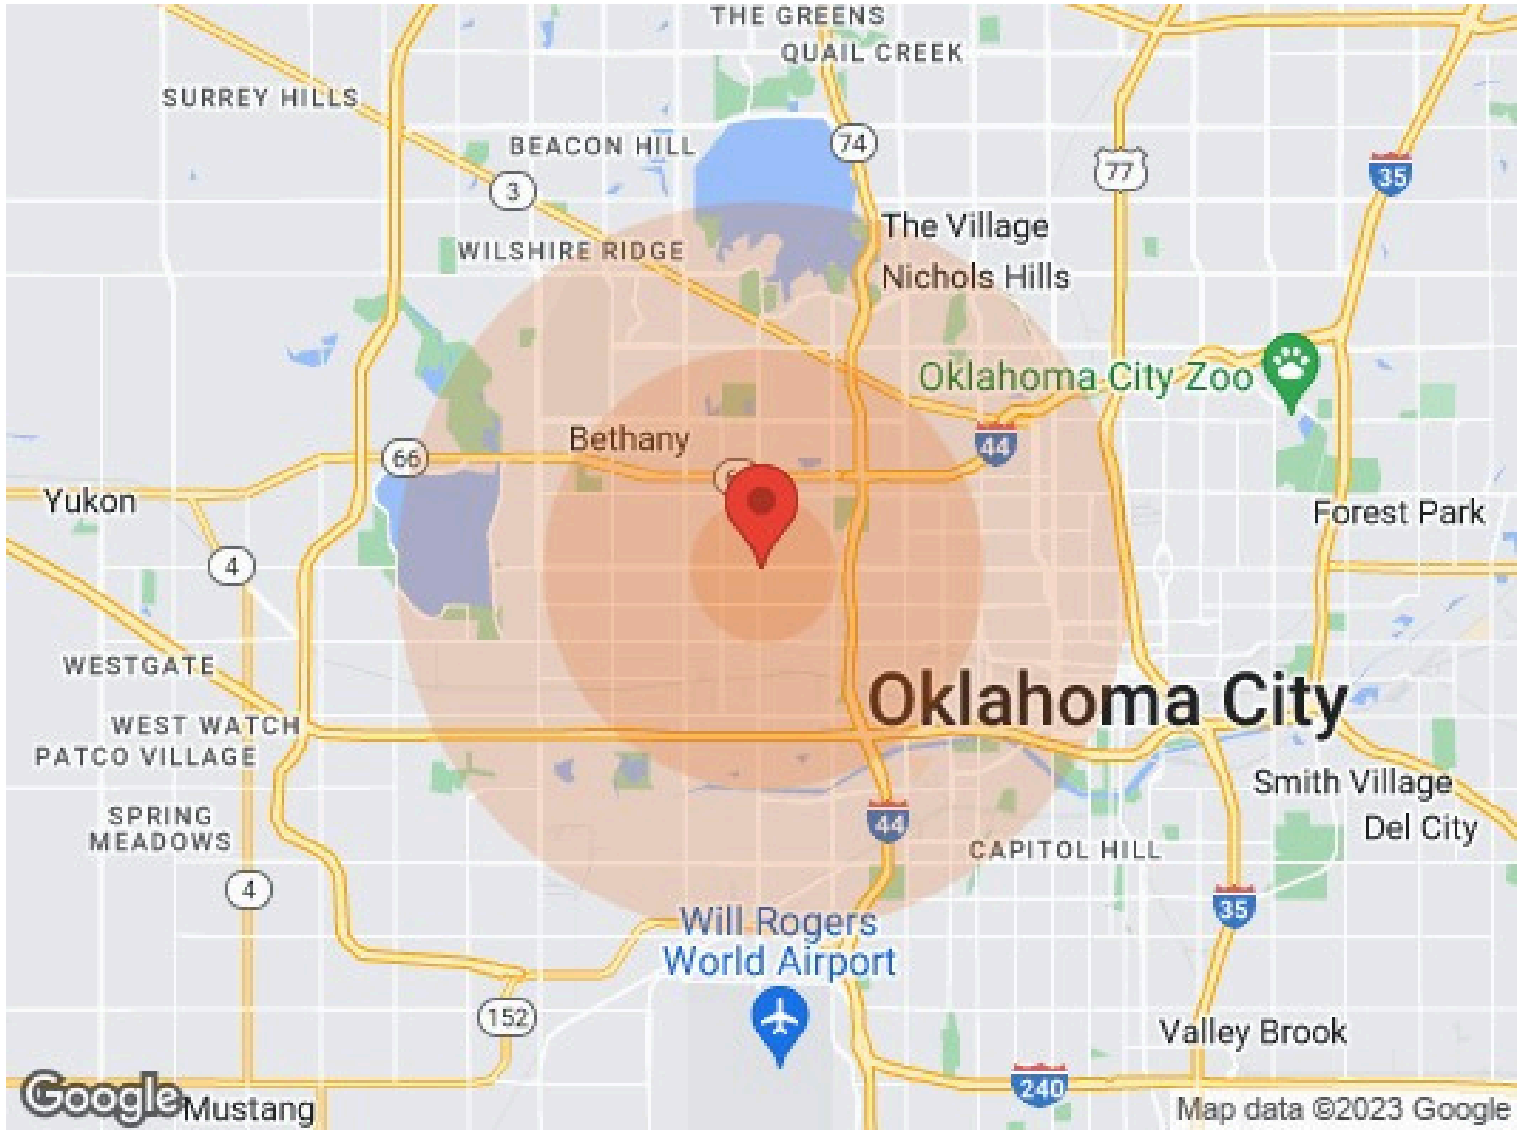 THE GREENS
QUAIL CREEK
SURREY HILLS
BEACON HILL
74
77
35
3
The Village
WILSHIRE RIDGE
Nichols Hills
Oklahoma City Zoo
Bethany
44
66
Yukon
Forest Park
4
WESTGATE
Oklahoma City
WEST WATCH
PATCO VILLAGE
Smith Village
SPRING
MEADOWS
44
Del City
CAPITOL HILL
4
35
Will Rogers
World Airport
152
Valley Brook
240
Google
Mustang
Map data ©2023 Google